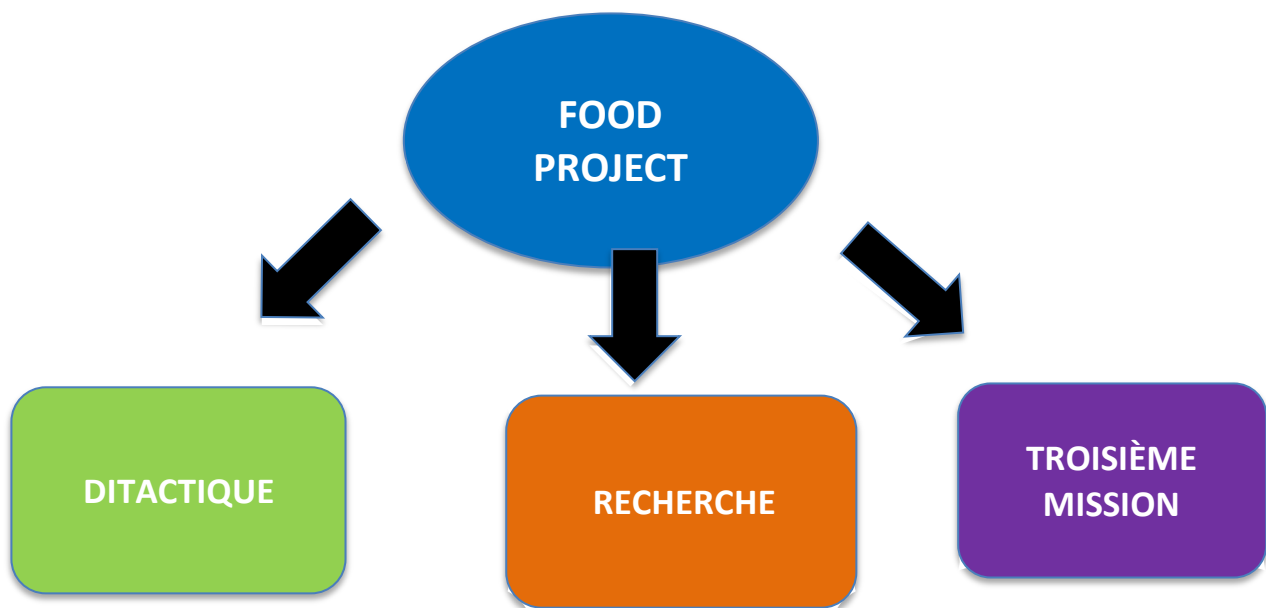 FOOD
PROJECT
DITACTIQUE
RECHERCHE
TROISIÈME
MISSION